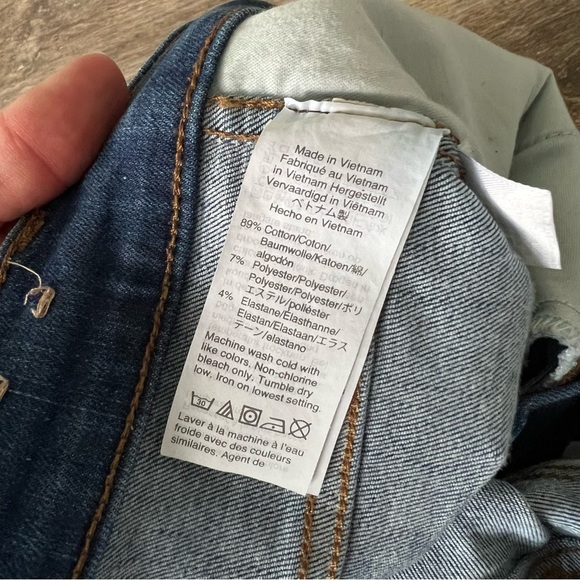 Made in Vietnam
Fabriqué au Vietnam
in Vietnam Hergestellt
Vervaardigd in Viëtnam
ベトナム製
Hecho en Vietnam
89% Cotton/Coton/
Baumwolle/Katoen/綿/
algodón
7% Polyester/Polyester/
Polyester/Polyester/ポリ
エステル/poliéster
4% Elastane/Élasthanne/
Elastan/Elastaan/エラス
テーン/elastano
Machine wash cold with
like colors. Non-chlorine
bleach only. Tumble dry
low. Iron on lowest setting.
30
Laver à la machine à l'eau
froide avec des couleurs
similaires. Agent de